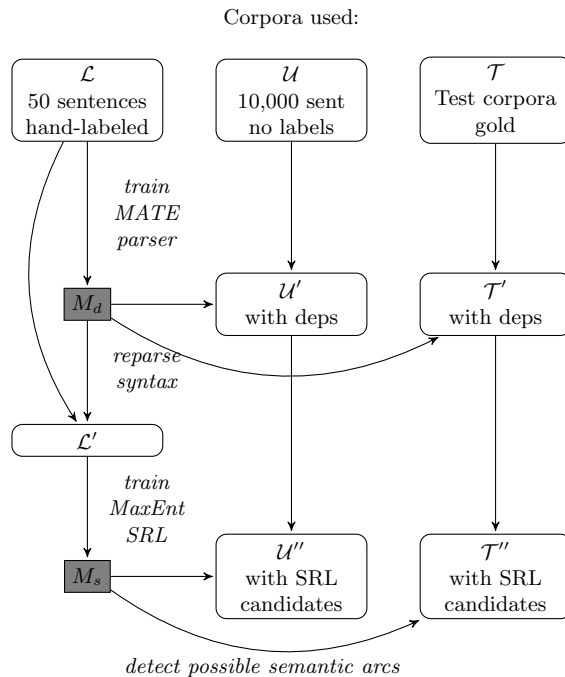 Corpora used:
ℒ
50 sentences
hand-labeled
𝒰
10,000 sent
no labels
𝒯
Test corpora
gold
train
MATE
parser
M_d
𝒰′
with deps
𝒯′
with deps
reparse
syntax
ℒ′
train
MaxEnt
SRL
M_s
𝒰′′
with SRL
candidates
𝒯′′
with SRL
candidates
detect possible semantic arcs